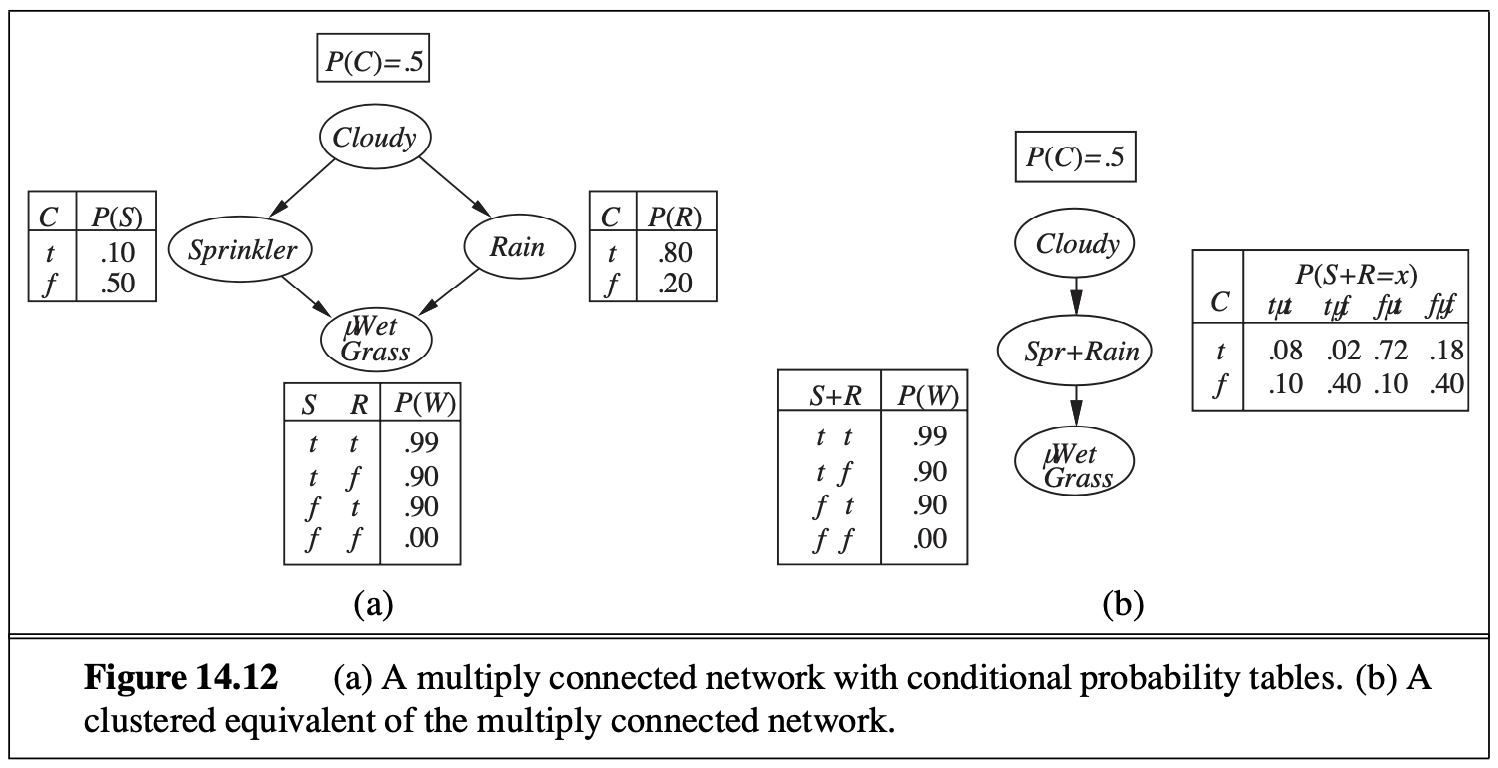 P(C)=.5
Cloudy
C P(S)
t .10
f .50
Sprinkler
Rain
C P(R)
t .80
f .20
Wet
Grass
S R P(W)
t t .99
t f .90
f t .90
f f .00
(a)
P(C)=.5
Cloudy
P(S+R=x)
C t t t f f t f f
t .08 .02 .72 .18
f .10 .40 .10 .40
Spr+Rain
S+R P(W)
t t .99
t f .90
f t .90
f f .00
Wet
Grass
(b)
Figure 14.12 (a) A multiply connected network with conditional probability tables. (b) A
clustered equivalent of the multiply connected network.